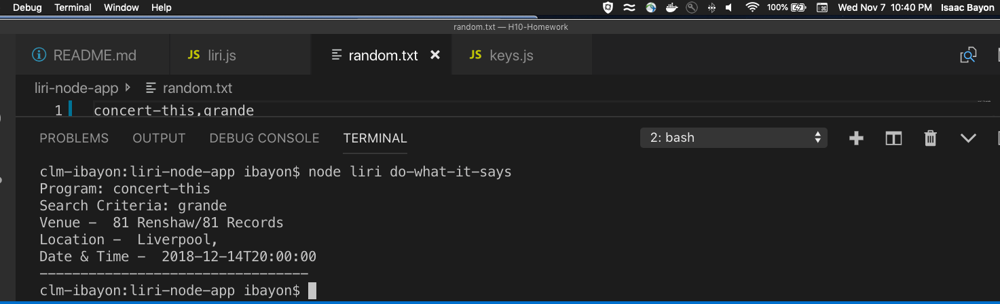 Debug Terminal Window Help 100% Wed Nov 7 10:40 PM Isaac Bayon
random.txt — H10-Homework
README.md JS liri.js random.txt × JS keys.js
liri-node-app random.txt
1 concert-this,grande
PROBLEMS OUTPUT DEBUG CONSOLE TERMINAL 2: bash
clm-ibayon:liri-node-app ibayon$ node liri do-what-it-says
Program: concert-this
Search Criteria: grande
Venue -  81 Renshaw/81 Records
Location -  Liverpool,
Date & Time -  2018-12-14T20:00:00
---------------------------------
clm-ibayon:liri-node-app ibayon$